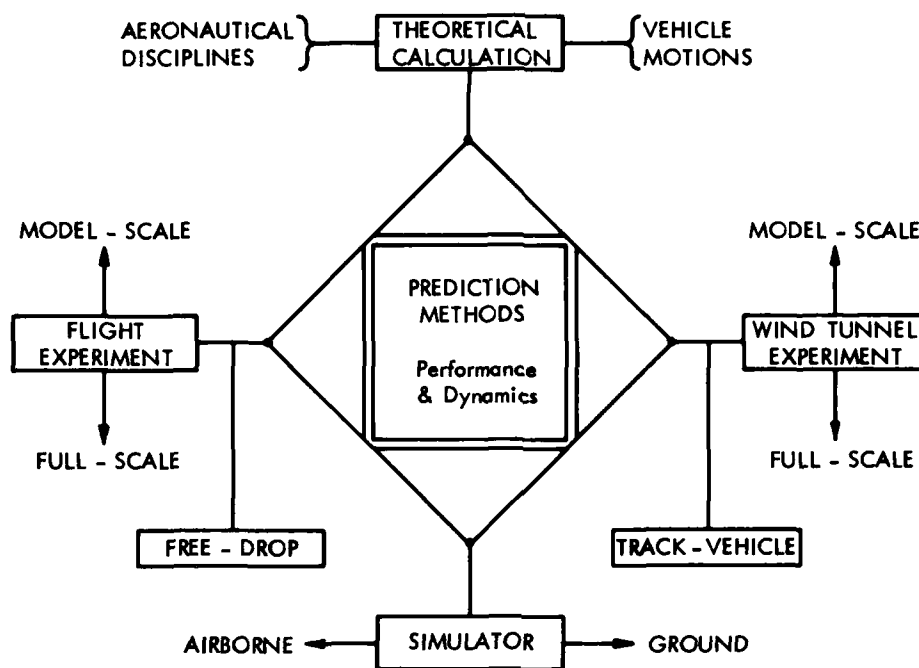 AERONAUTICAL
DISCIPLINES
THEORETICAL
CALCULATION
VEHICLE
MOTIONS
MODEL - SCALE
FLIGHT
EXPERIMENT
FULL - SCALE
PREDICTION
METHODS
Performance
& Dynamics
MODEL - SCALE
WIND TUNNEL
EXPERIMENT
FULL - SCALE
FREE - DROP
TRACK - VEHICLE
AIRBORNE
SIMULATOR
GROUND